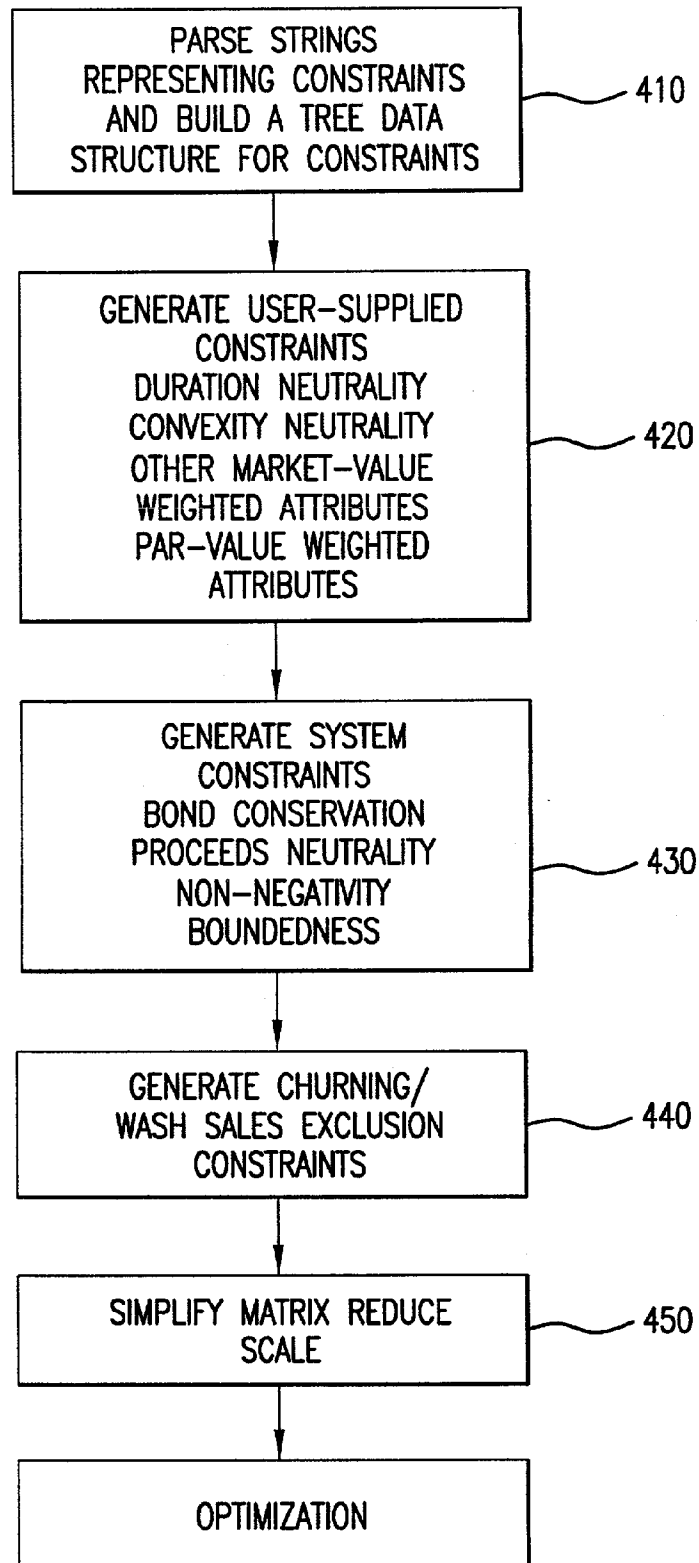 PARSE STRINGS
REPRESENTING CONSTRAINTS
AND BUILD A TREE DATA
STRUCTURE FOR CONSTRAINTS
410
GENERATE USER-SUPPLIED
CONSTRAINTS
DURATION NEUTRALITY
CONVEXITY NEUTRALITY
OTHER MARKET-VALUE
WEIGHTED ATTRIBUTES
PAR-VALUE WEIGHTED
ATTRIBUTES
420
GENERATE SYSTEM
CONSTRAINTS
BOND CONSERVATION
PROCEEDS NEUTRALITY
NON-NEGATIVITY
BOUNDEDNESS
430
GENERATE CHURNING/
WASH SALES EXCLUSION
CONSTRAINTS
440
SIMPLIFY MATRIX REDUCE
SCALE
450
OPTIMIZATION